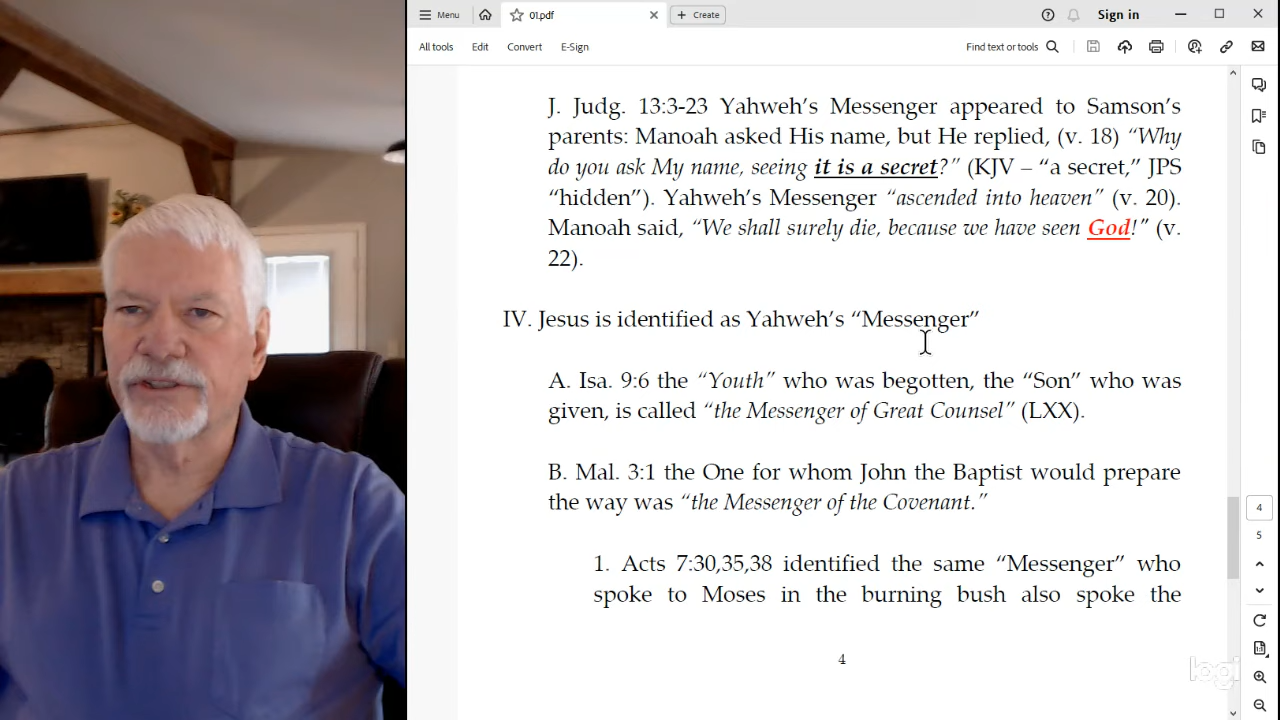 Menu
01.pdf
Create
Sign in
All tools
Edit
Convert
E-Sign
Find text or tools
J. Judg. 13:3-23 Yahweh’s Messenger appeared to Samson’s
parents: Manoah asked His name, but He replied, (v. 18) “Why
do you ask My name, seeing it is a secret?” (KJV – “a secret,” JPS
“hidden”). Yahweh’s Messenger “ascended into heaven” (v. 20).
Manoah said, “We shall surely die, because we have seen God!” (v.
22).
IV. Jesus is identified as Yahweh’s “Messenger”
A. Isa. 9:6 the “Youth” who was begotten, the “Son” who was
given, is called “the Messenger of Great Counsel” (LXX).
B. Mal. 3:1 the One for whom John the Baptist would prepare
the way was “the Messenger of the Covenant.”
1. Acts 7:30,35,38 identified the same “Messenger” who
spoke to Moses in the burning bush also spoke the
4
4
5
logi